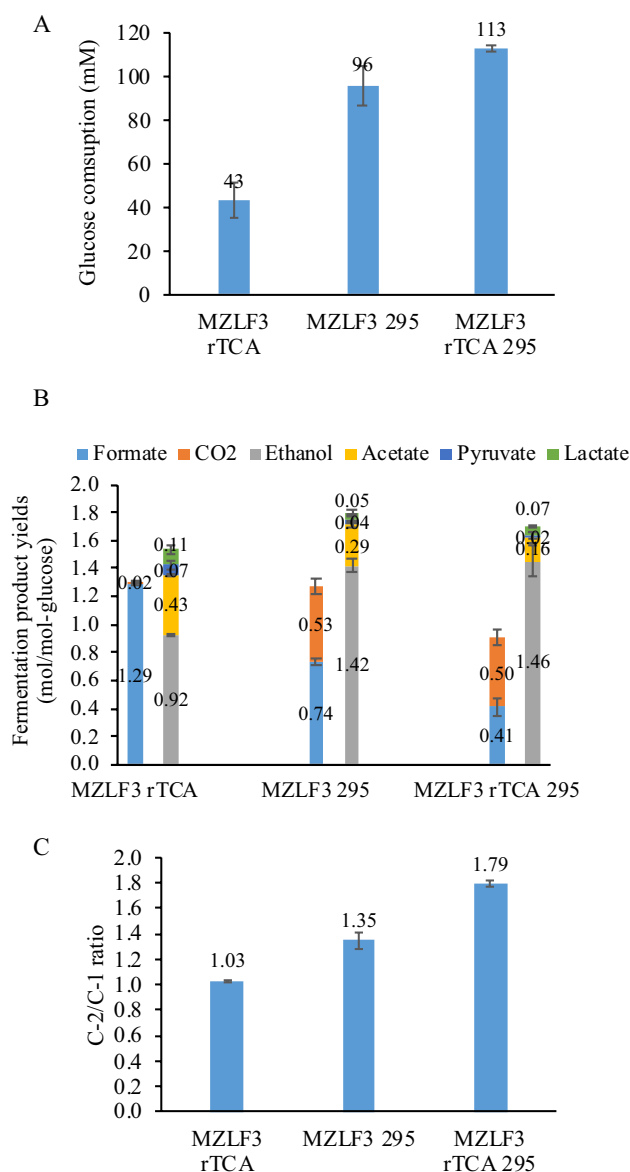 A
Glucose comsuption (mM)
120
100
80
60
40
20
0
43
96
113
MZLF3
rTCA
MZLF3 295
MZLF3
rTCA 295
B
Formate CO2 Ethanol Acetate Pyruvate Lactate
Fermentation product yields
(mol/mol-glucose)
2.0
1.8
1.6
1.4
1.2
1.0
0.8
0.6
0.4
0.2
0.0
0.02
1.29
0.11
0.07
0.43
0.92
0.53
0.74
0.05
0.04
0.29
1.42
0.50
0.41
0.07
0.02
0.16
1.46
MZLF3 rTCA
MZLF3 295
MZLF3 rTCA 295
C
C-2/C-1 ratio
2.0
1.8
1.6
1.4
1.2
1.0
0.8
0.6
0.4
0.2
0.0
1.03
1.35
1.79
MZLF3
rTCA
MZLF3 295
MZLF3
rTCA 295